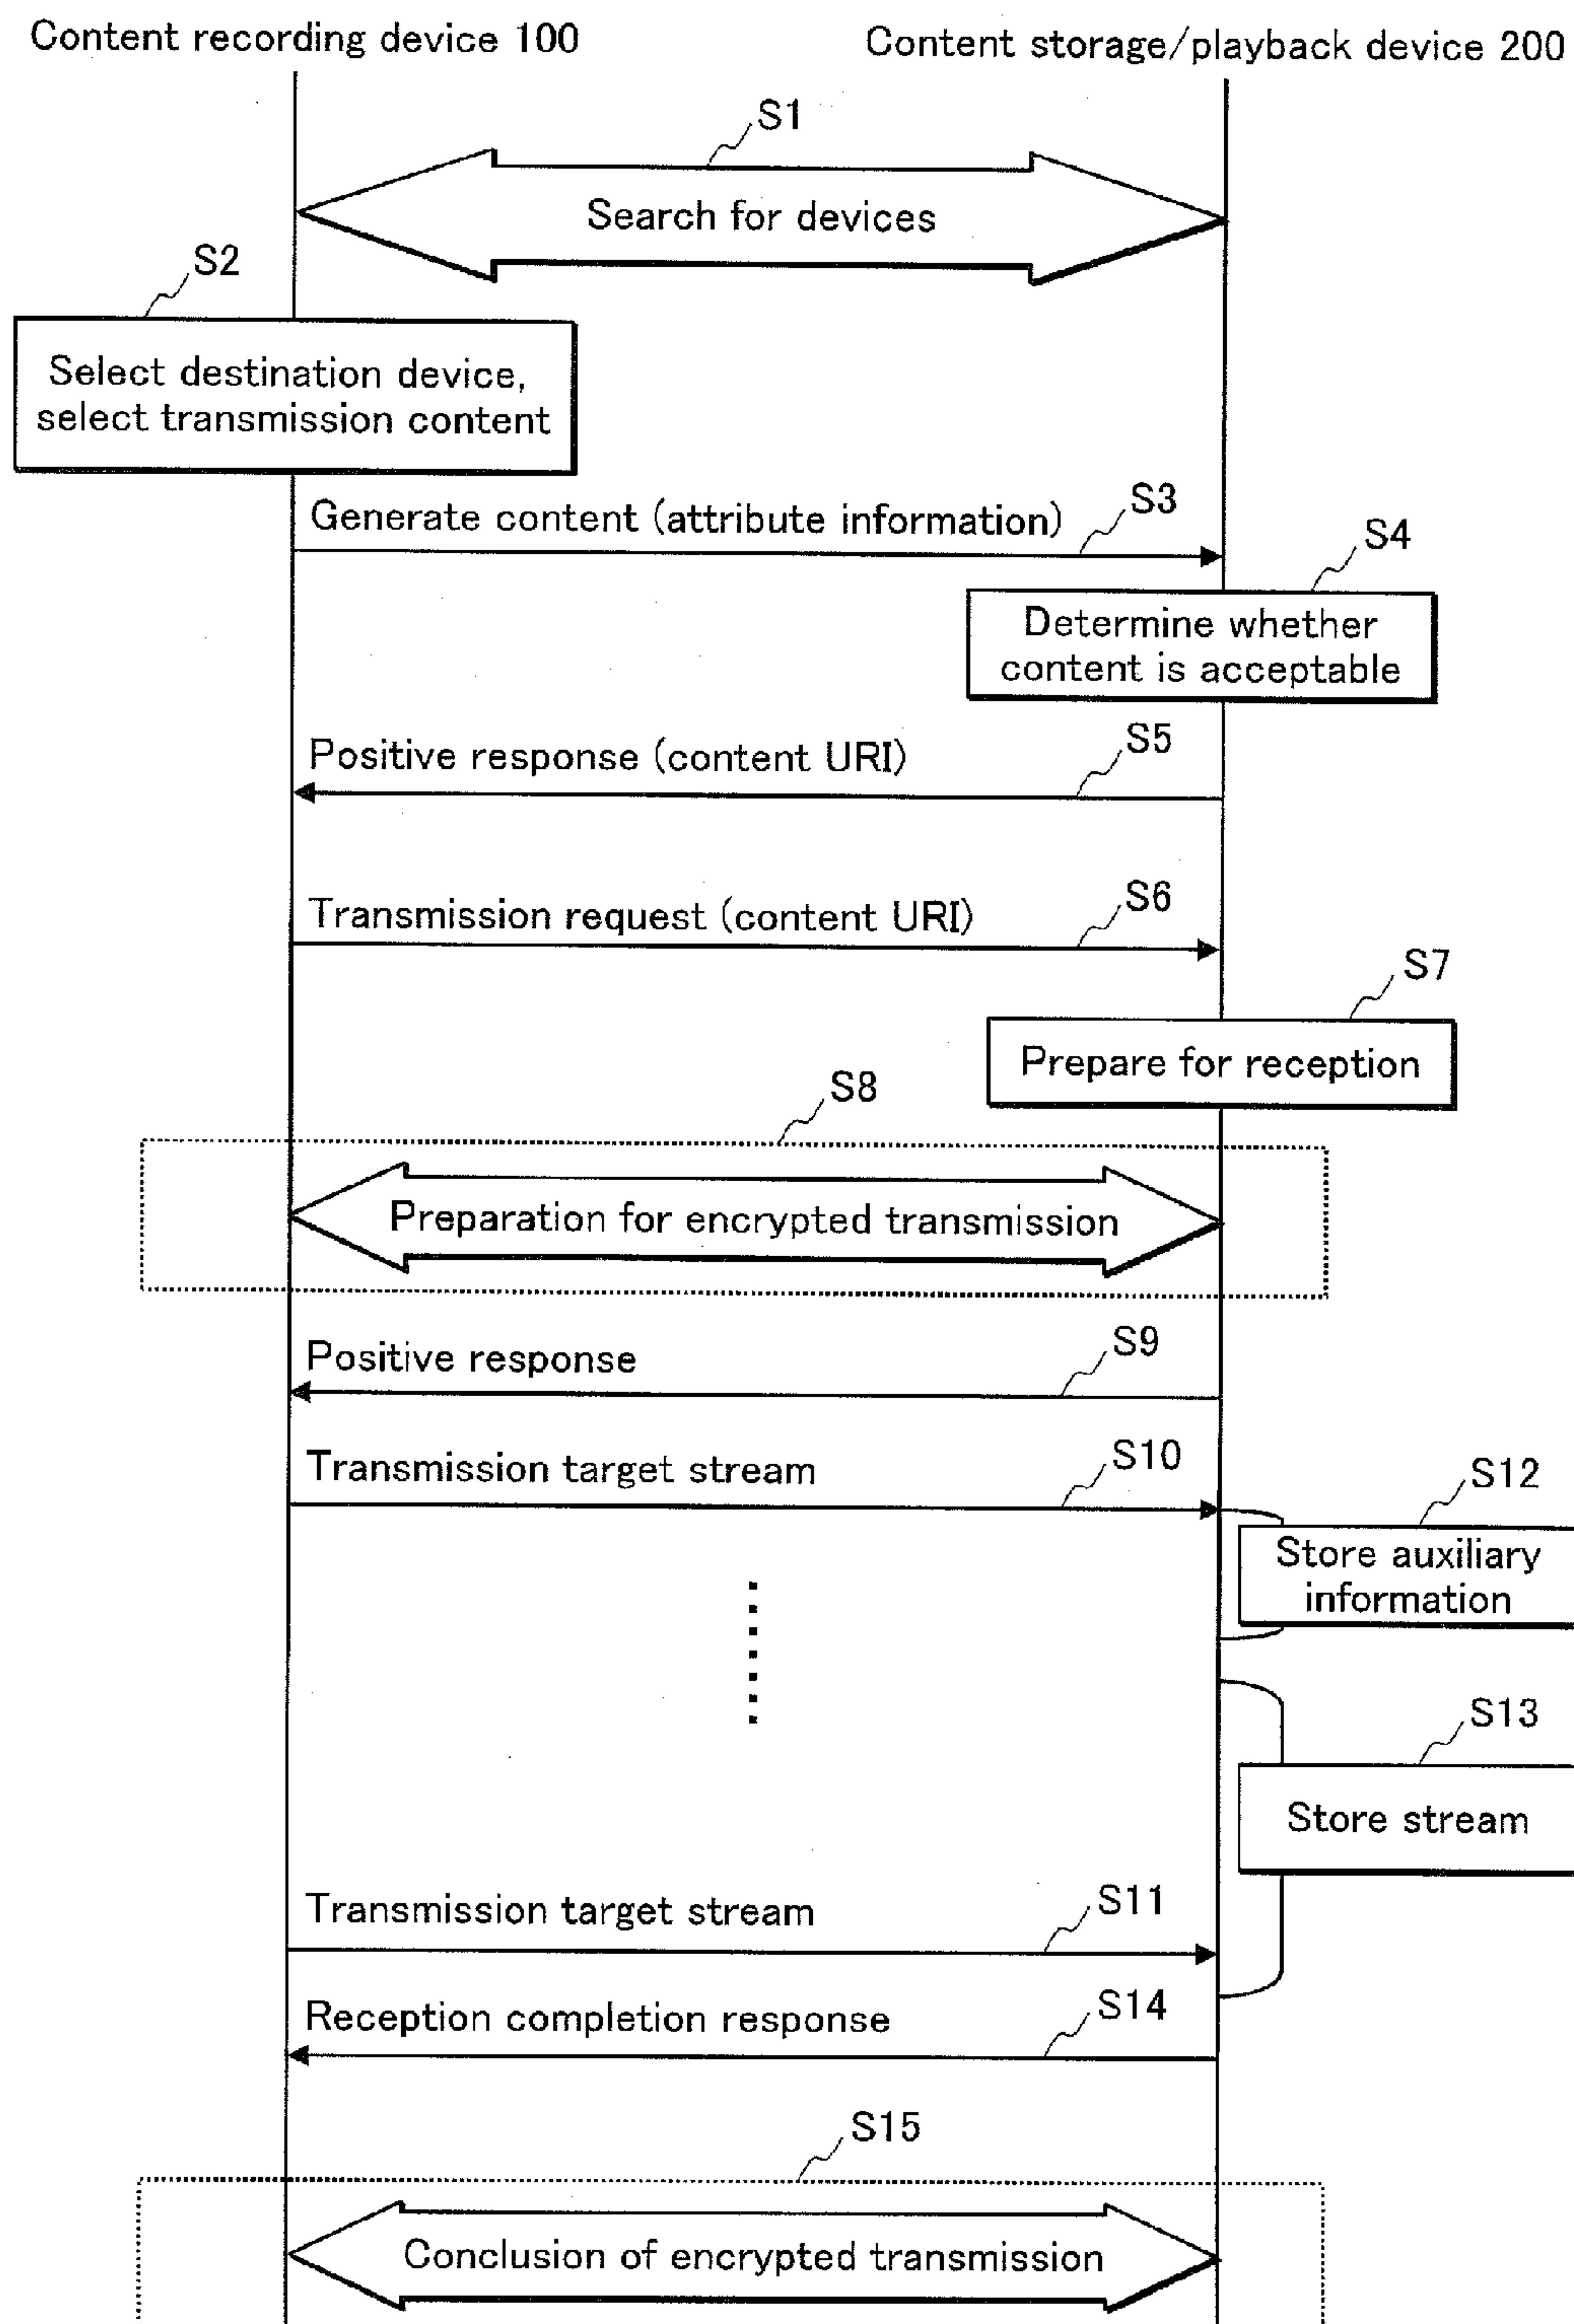 Content recording device 100
Content storage/playback device 200
S1
Search for devices
S2
Select destination device,
select transmission content
Generate content (attribute information)
S3
S4
Determine whether
content is acceptable
Positive response (content URI)
S5
Transmission request (content URI)
S6
S7
Prepare for reception
S8
Preparation for encrypted transmission
Positive response
S9
Transmission target stream
S10
S12
Store auxiliary
information
S13
Store stream
Transmission target stream
S11
Reception completion response
S14
S15
Conclusion of encrypted transmission